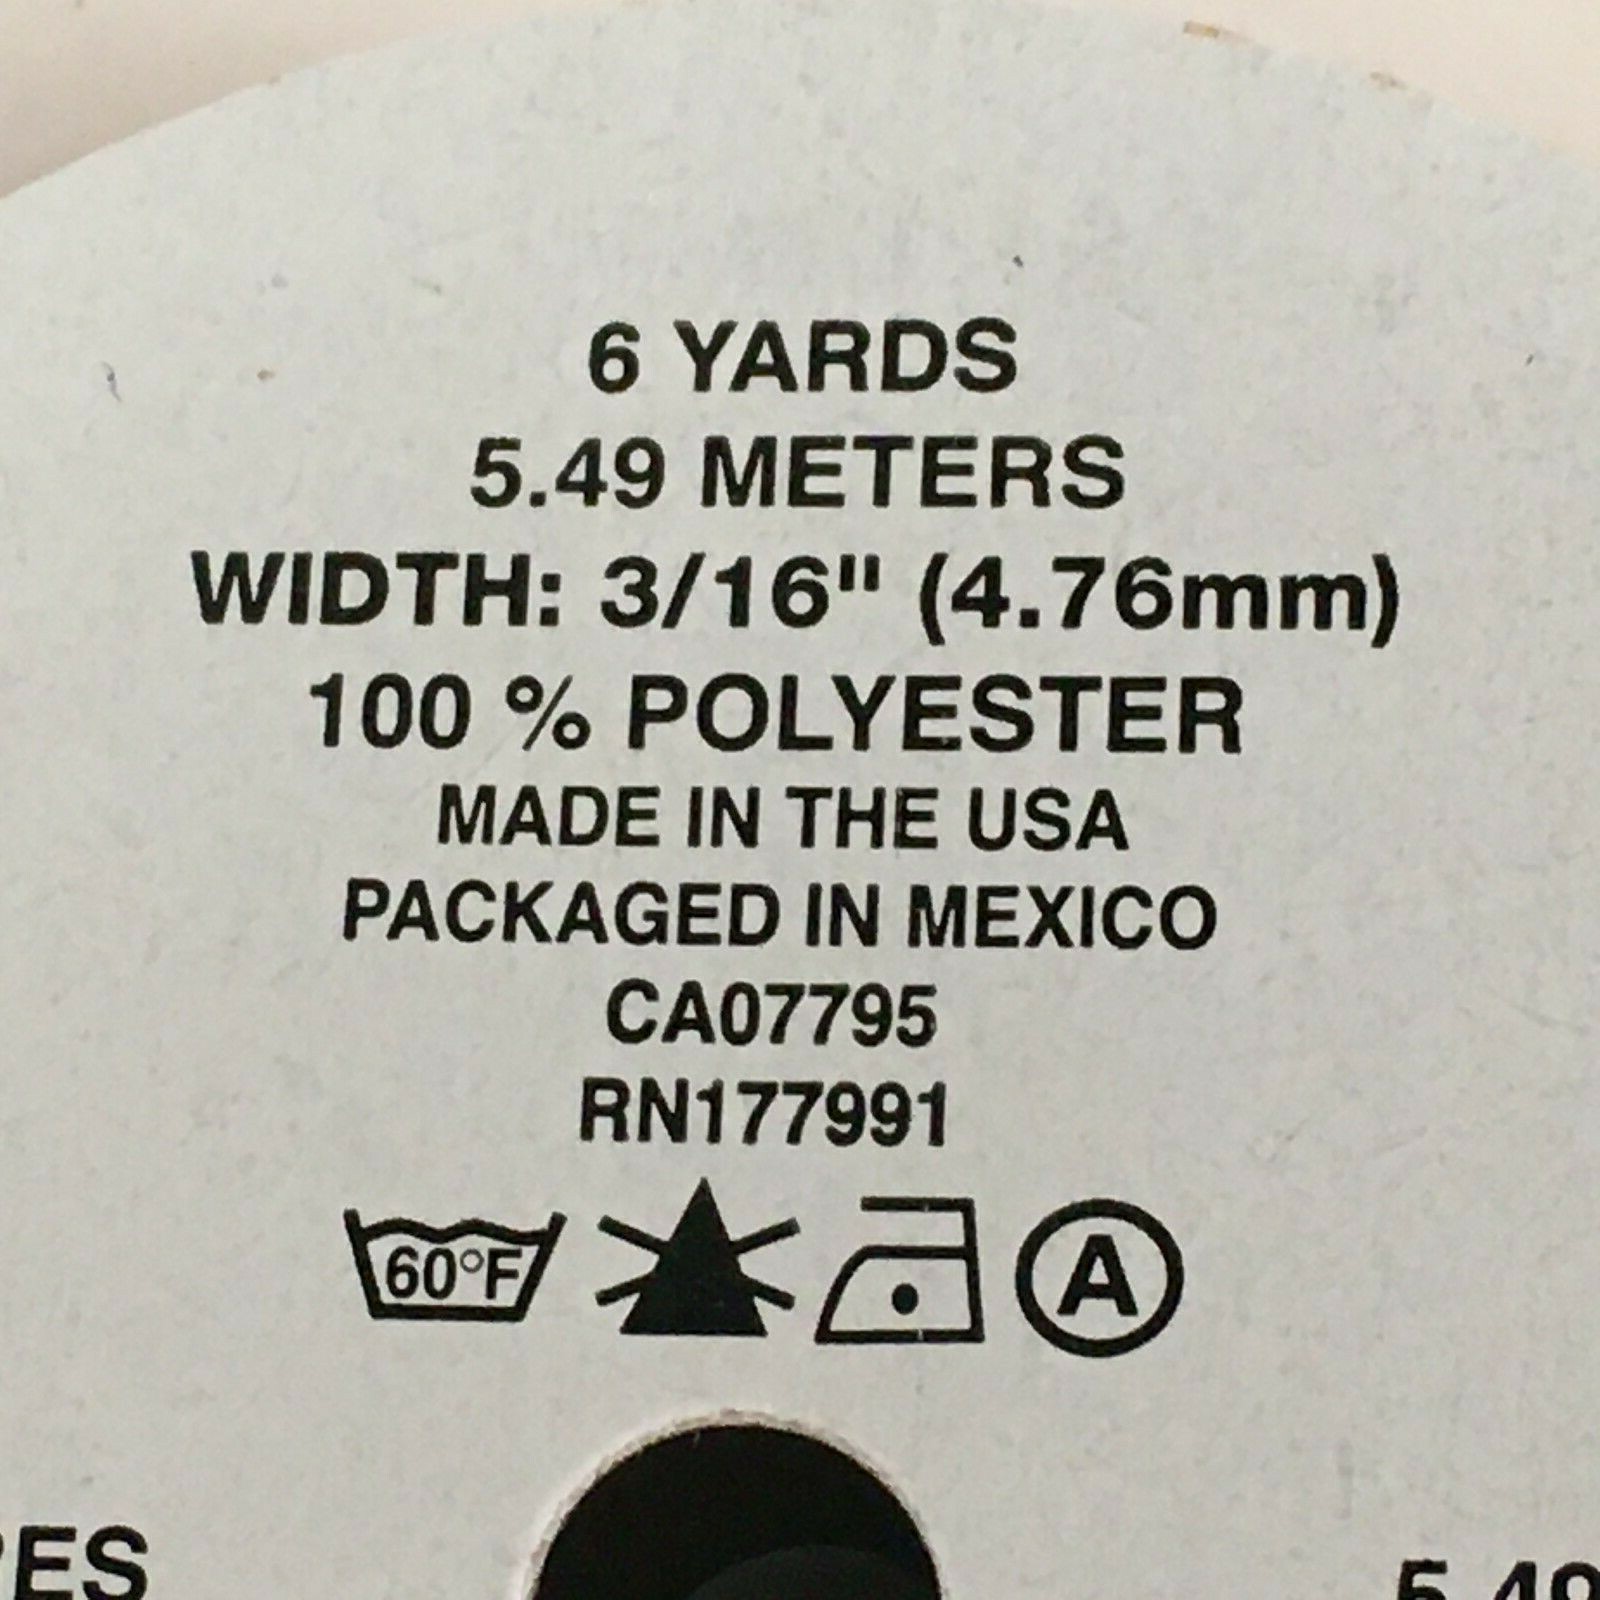 6 YARDS
5.49 METERS
WIDTH: 3/16" (4.76mm)
100 % POLYESTER
MADE IN THE USA
PACKAGED IN MEXICO
CA07795
RN177991
60°F
A